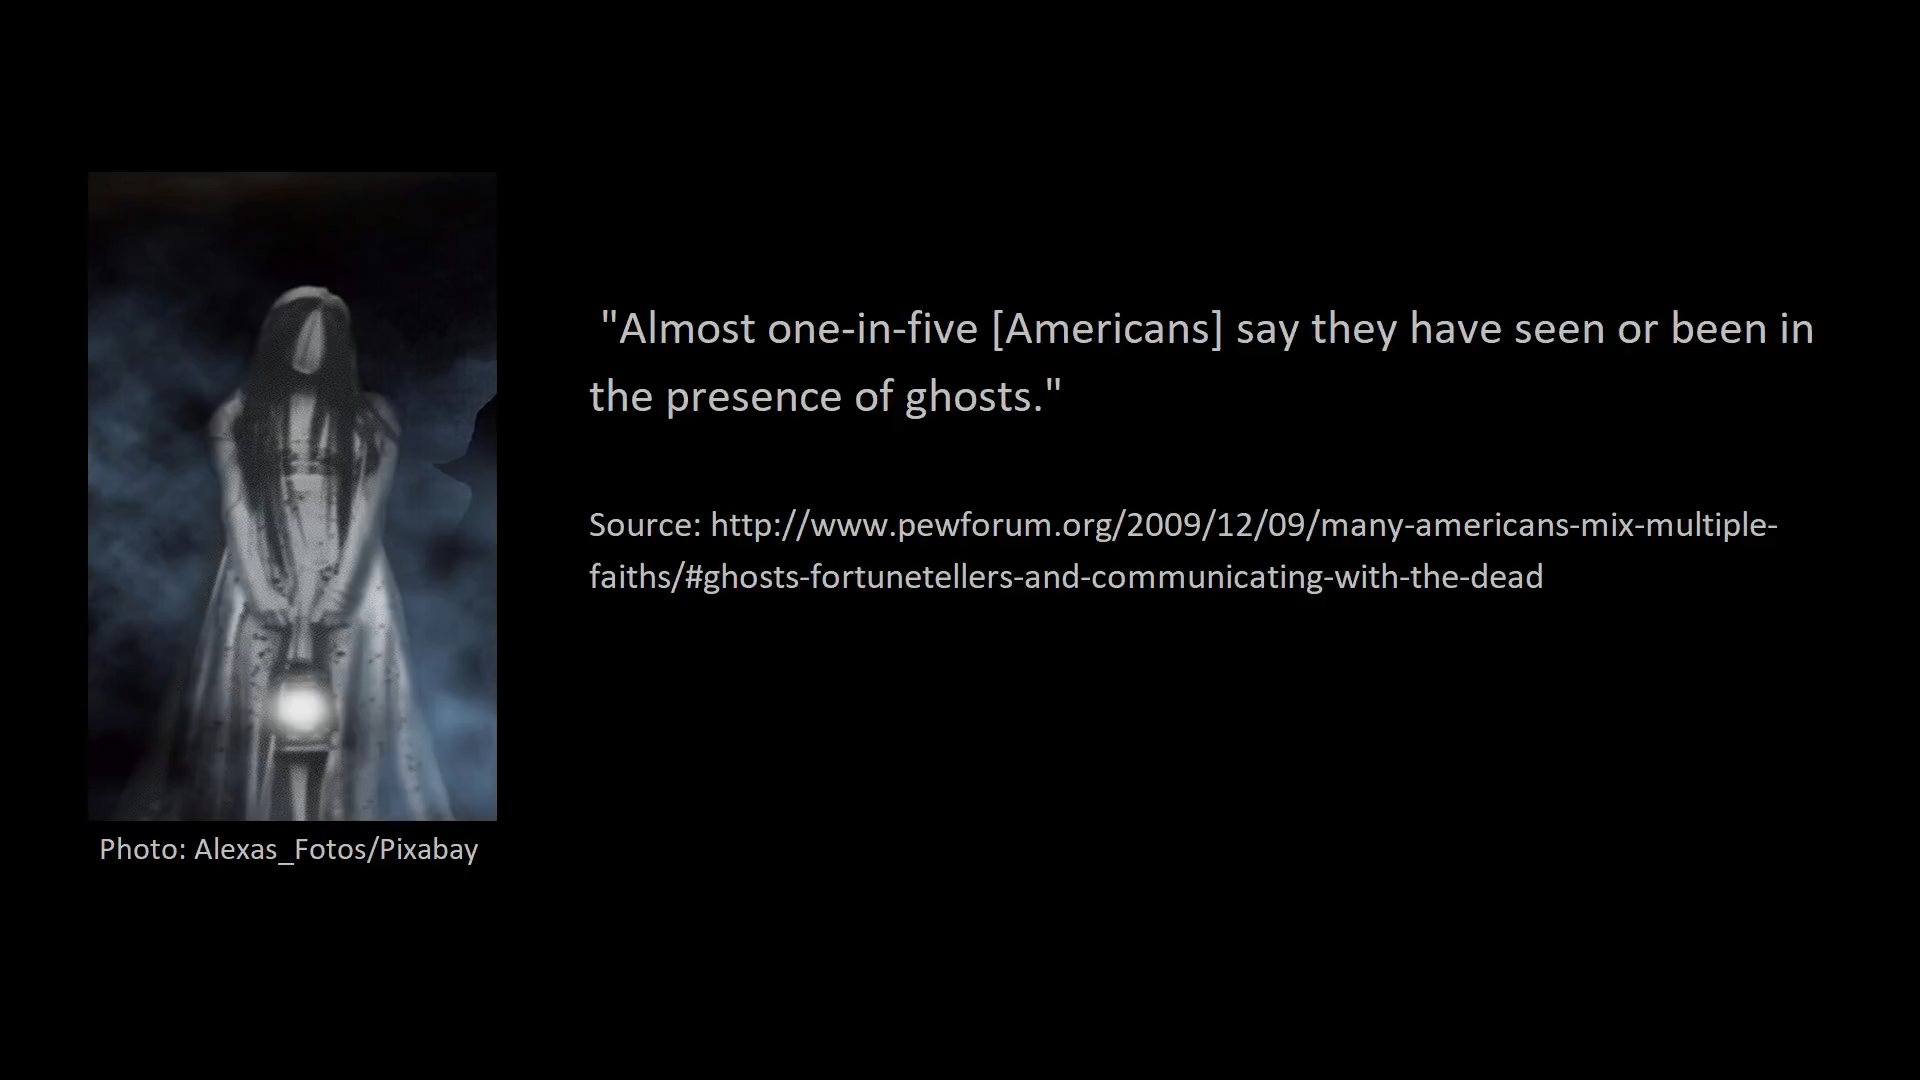 "Almost one-in-five [Americans] say they have seen or been in
the presence of ghosts."
Source: http://www.pewforum.org/2009/12/09/many-americans-mix-multiple-
faiths/#ghosts-fortunetellers-and-communicating-with-the-dead
Photo: Alexas_Fotos/Pixabay